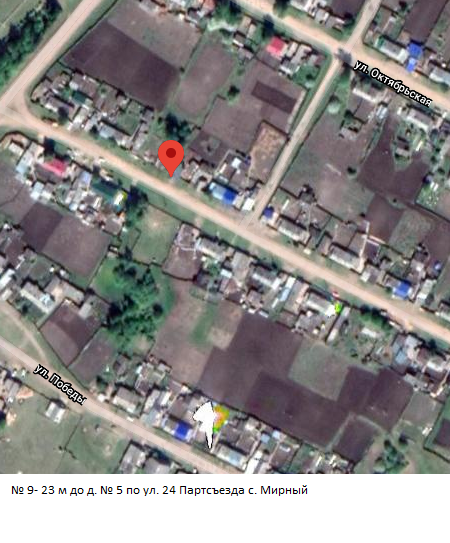 ул. Октябрьская
ул. Победы
№ 9- 23 м до д. № 5 по ул. 24 Партсъезда с. Мирный